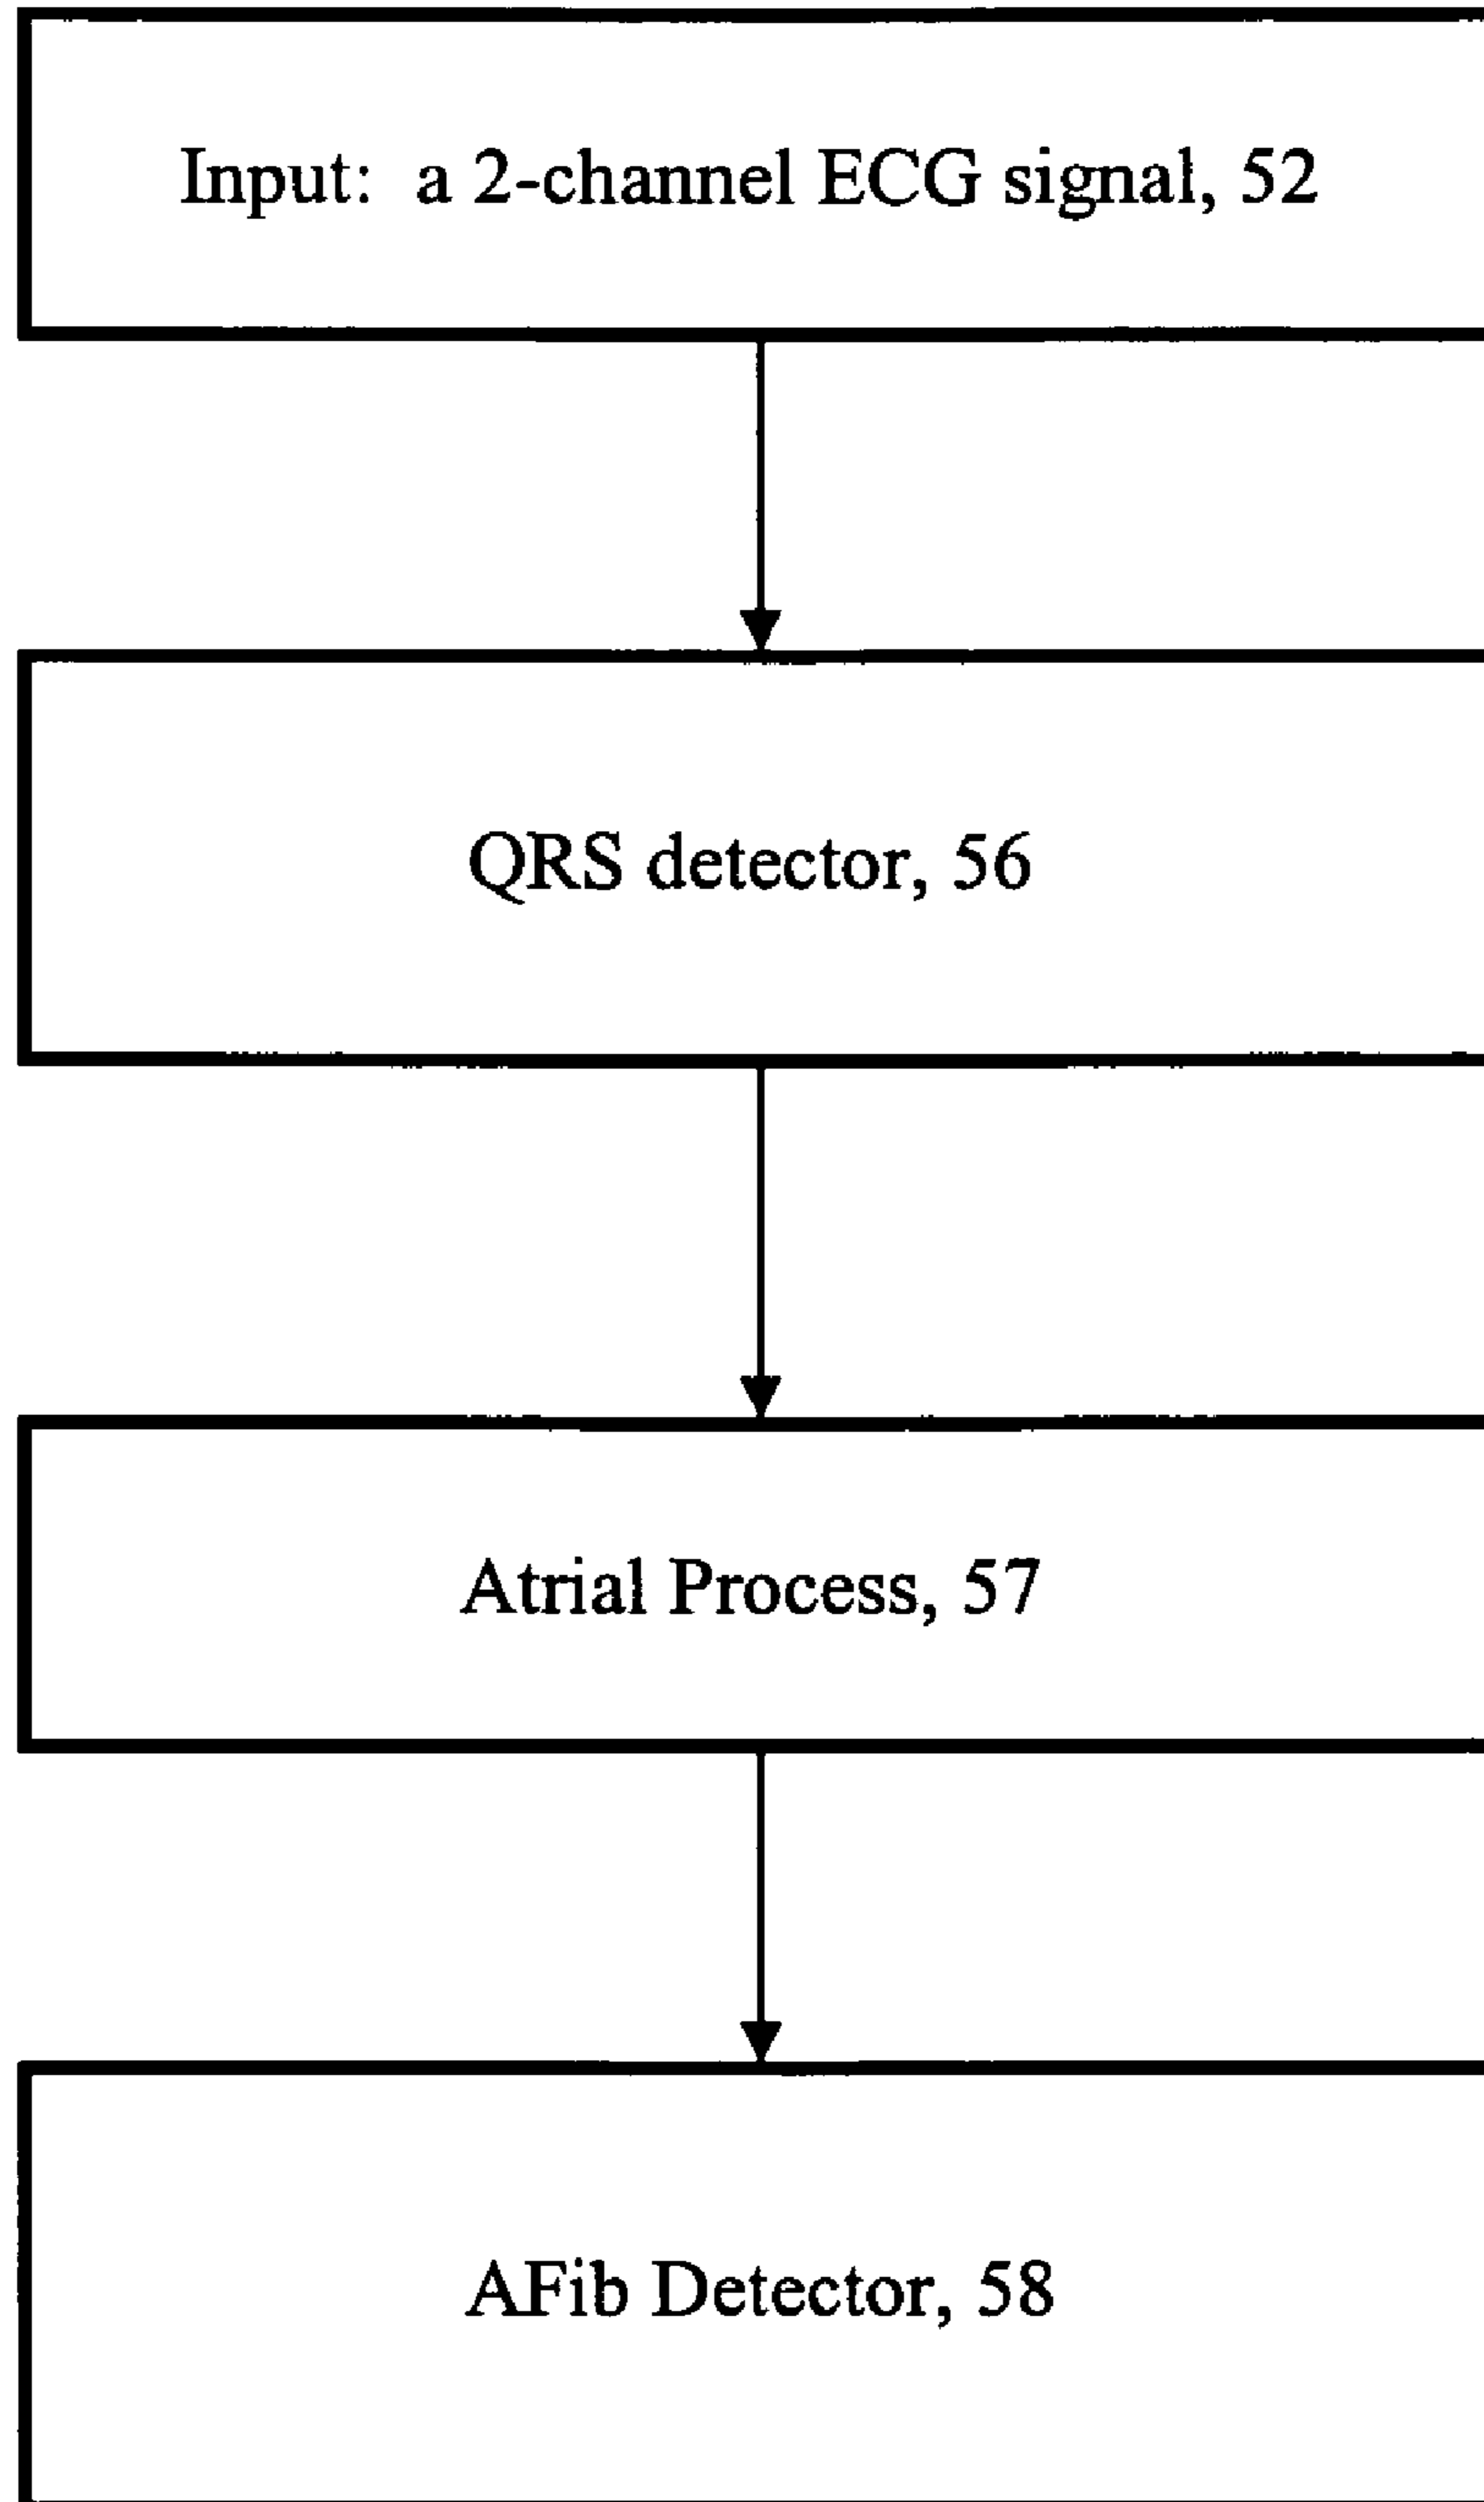 Input: a 2-channel ECG signal, 52
QRS detector, 56
Atrial Process, 57
AFib Detector, 58